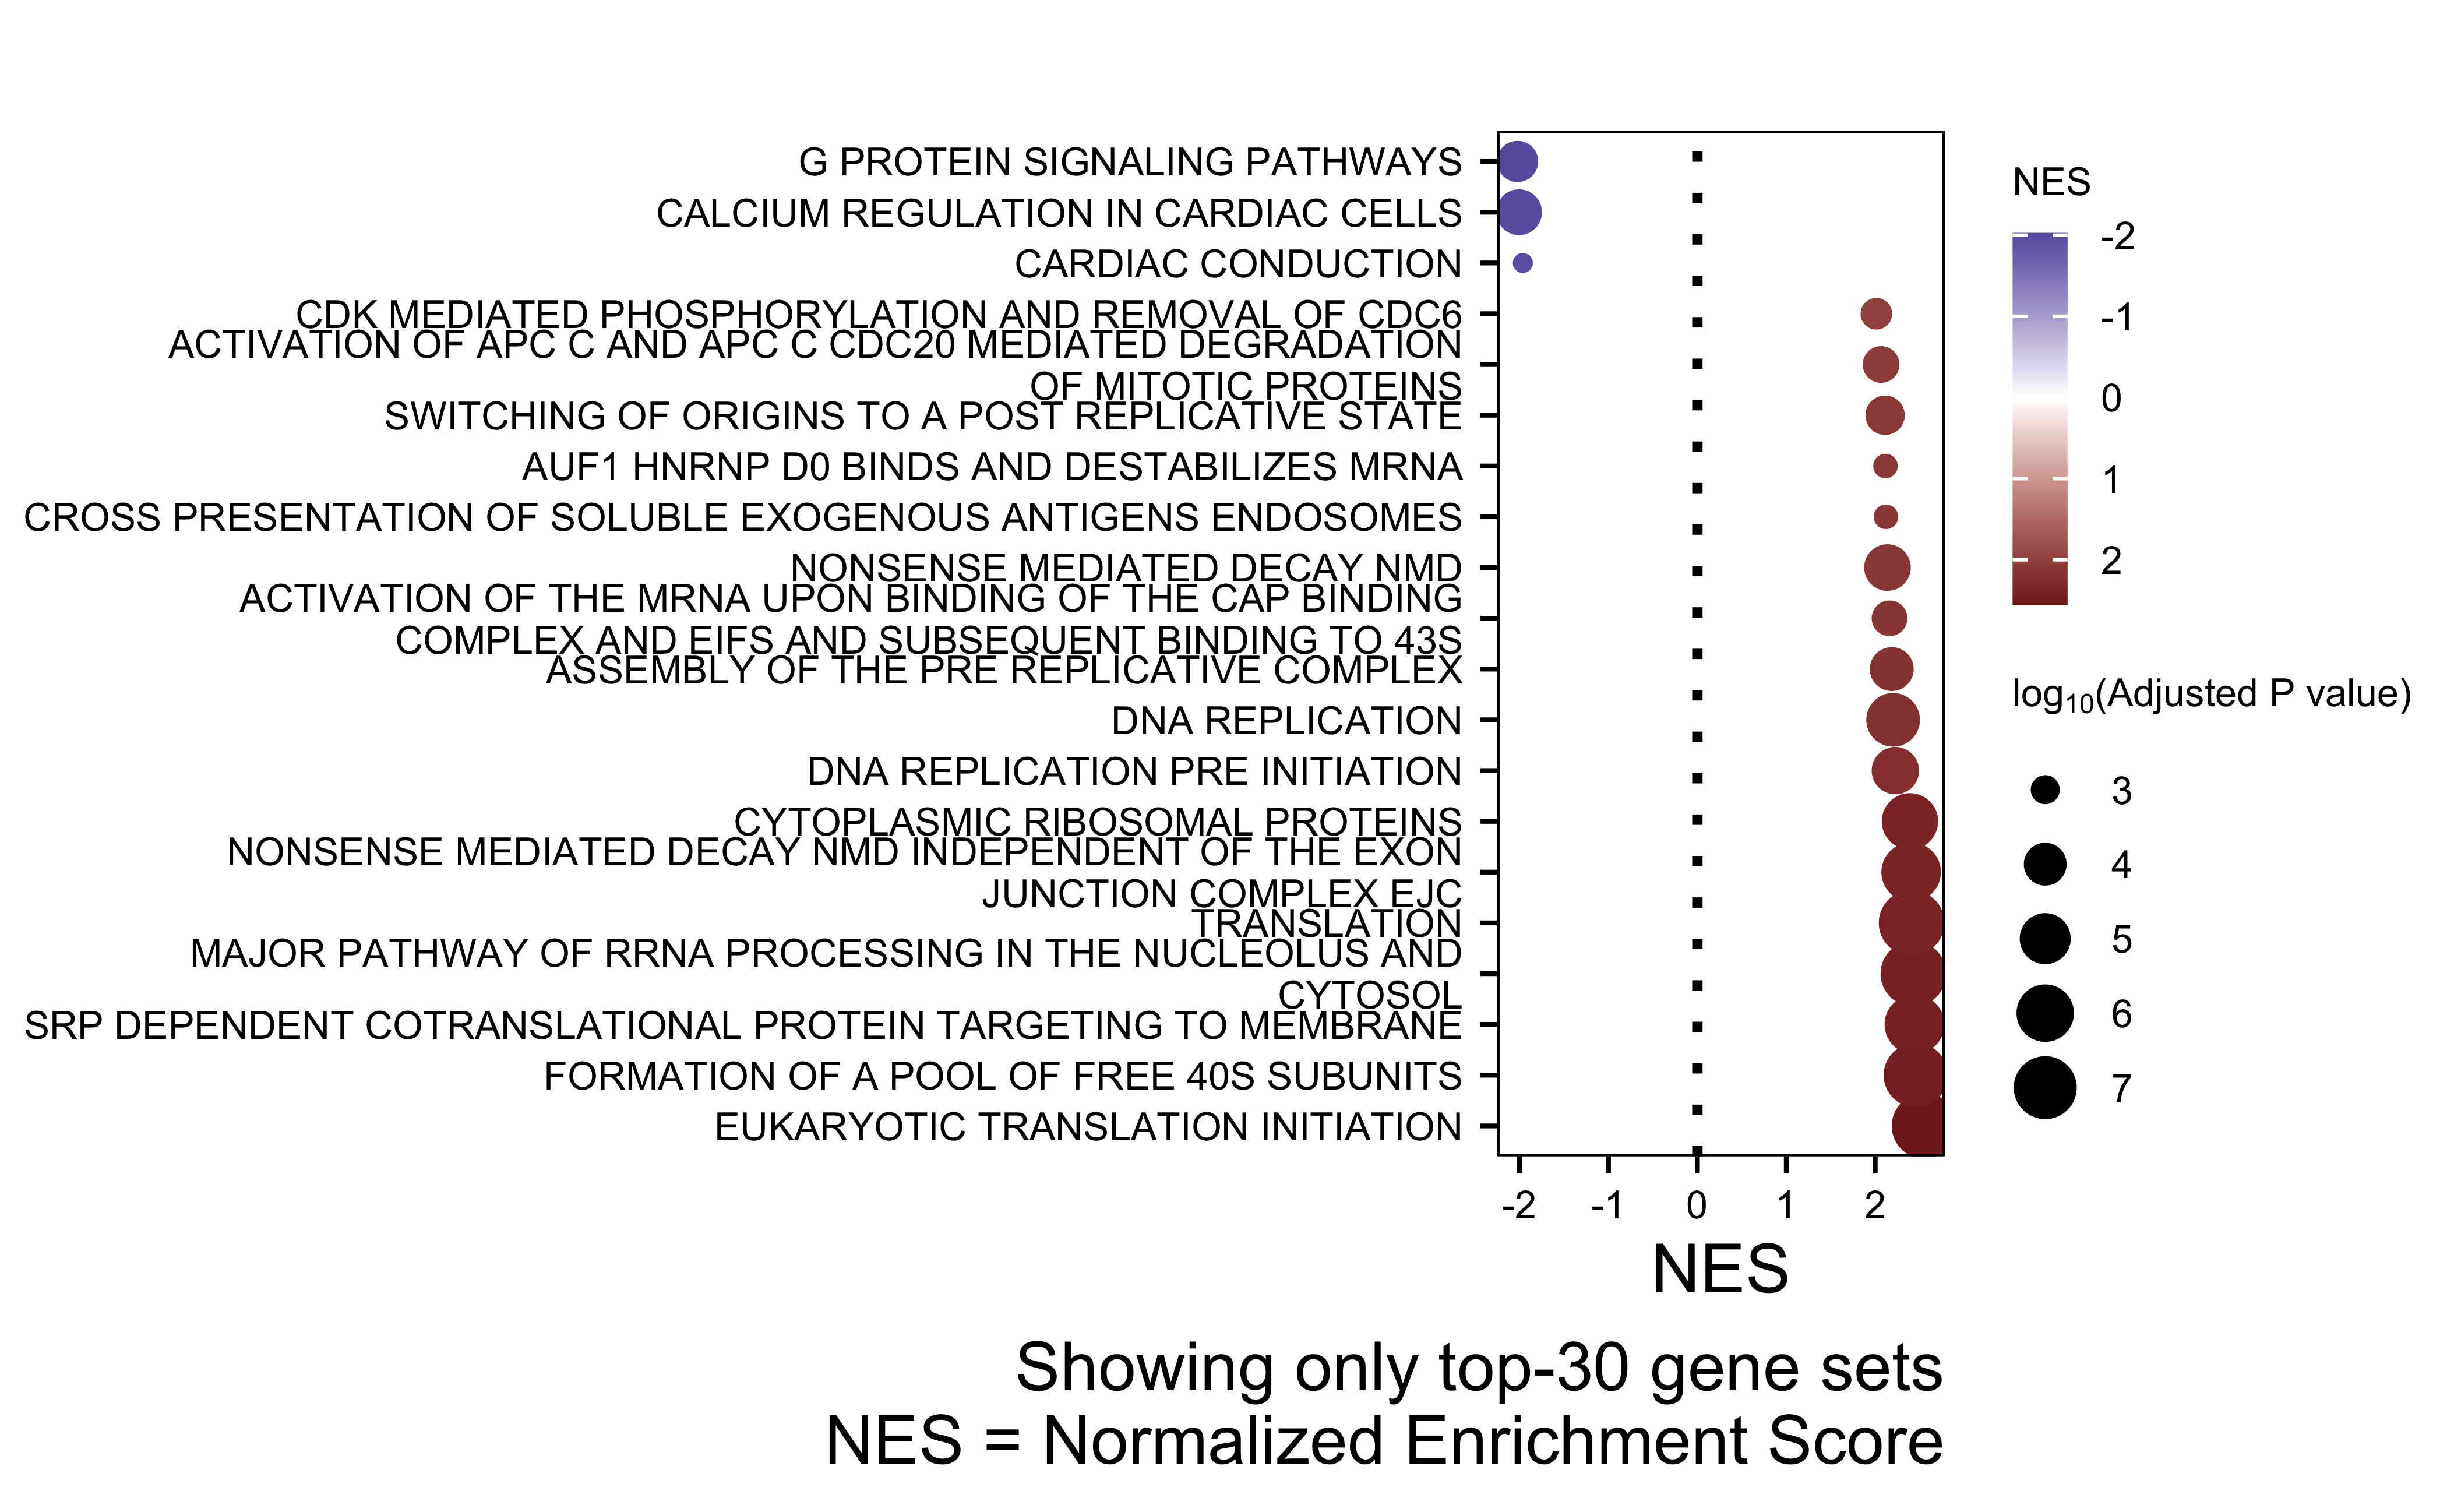 G PROTEIN SIGNALING PATHWAYS
CALCIUM REGULATION IN CARDIAC CELLS
CARDIAC CONDUCTION
CDK MEDIATED PHOSPHORYLATION AND REMOVAL OF CDC6
ACTIVATION OF APC C AND APC C CDC20 MEDIATED DEGRADATION
OF MITOTIC PROTEINS
SWITCHING OF ORIGINS TO A POST REPLICATIVE STATE
AUF1 HNRNP D0 BINDS AND DESTABILIZES MRNA
CROSS PRESENTATION OF SOLUBLE EXOGENOUS ANTIGENS ENDOSOMES
NONSENSE MEDIATED DECAY NMD
ACTIVATION OF THE MRNA UPON BINDING OF THE CAP BINDING
COMPLEX AND EIFS AND SUBSEQUENT BINDING TO 43S
ASSEMBLY OF THE PRE REPLICATIVE COMPLEX
DNA REPLICATION
DNA REPLICATION PRE INITIATION
CYTOPLASMIC RIBOSOMAL PROTEINS
NONSENSE MEDIATED DECAY NMD INDEPENDENT OF THE EXON
JUNCTION COMPLEX EJC
TRANSLATION
MAJOR PATHWAY OF RRNA PROCESSING IN THE NUCLEOLUS AND
CYTOSOL
SRP DEPENDENT COTRANSLATIONAL PROTEIN TARGETING TO MEMBRANE
FORMATION OF A POOL OF FREE 40S SUBUNITS
EUKARYOTIC TRANSLATION INITIATION
-2 -1 0 1 2
NES
Showing only top-30 gene sets
NES = Normalized Enrichment Score
NES
-2
-1
0
1
2
log10(Adjusted P value)
3
4
5
6
7